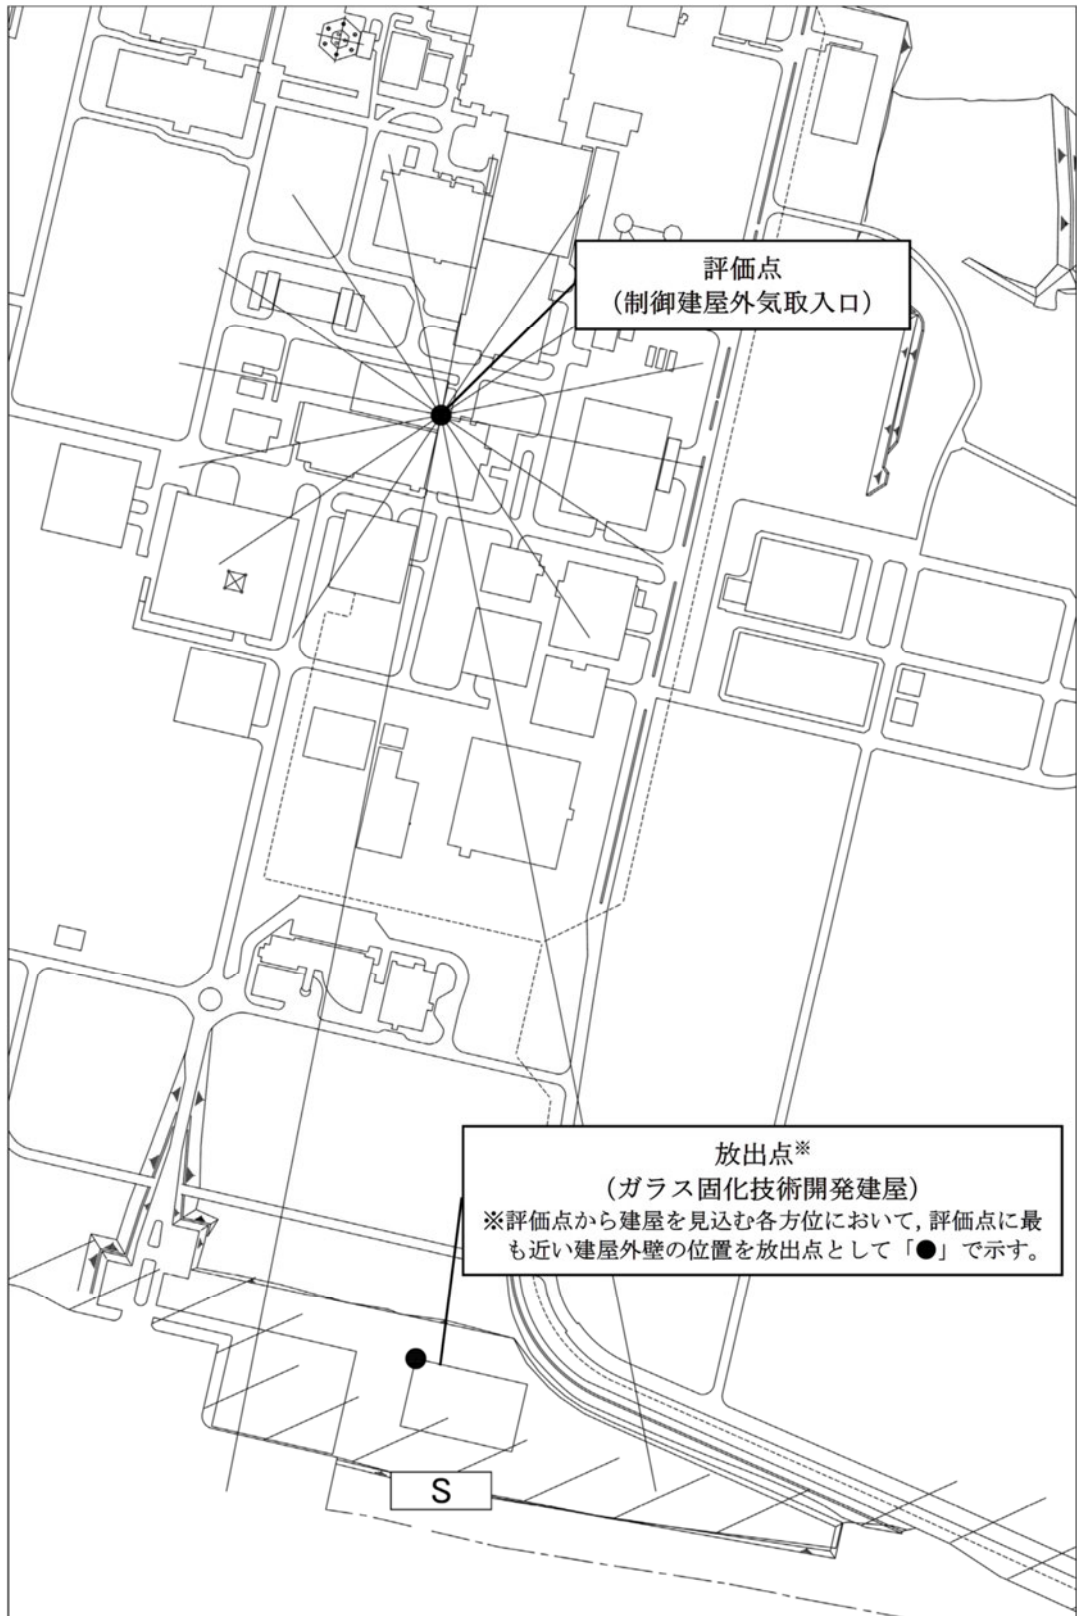 評価点
（制御建屋外気取入口）
放出点※
（ガラス固化技術開発建屋）
※評価点から建屋を見込む各方位において，評価点に最
も近い建屋外壁の位置を放出点として「●」で示す。
S